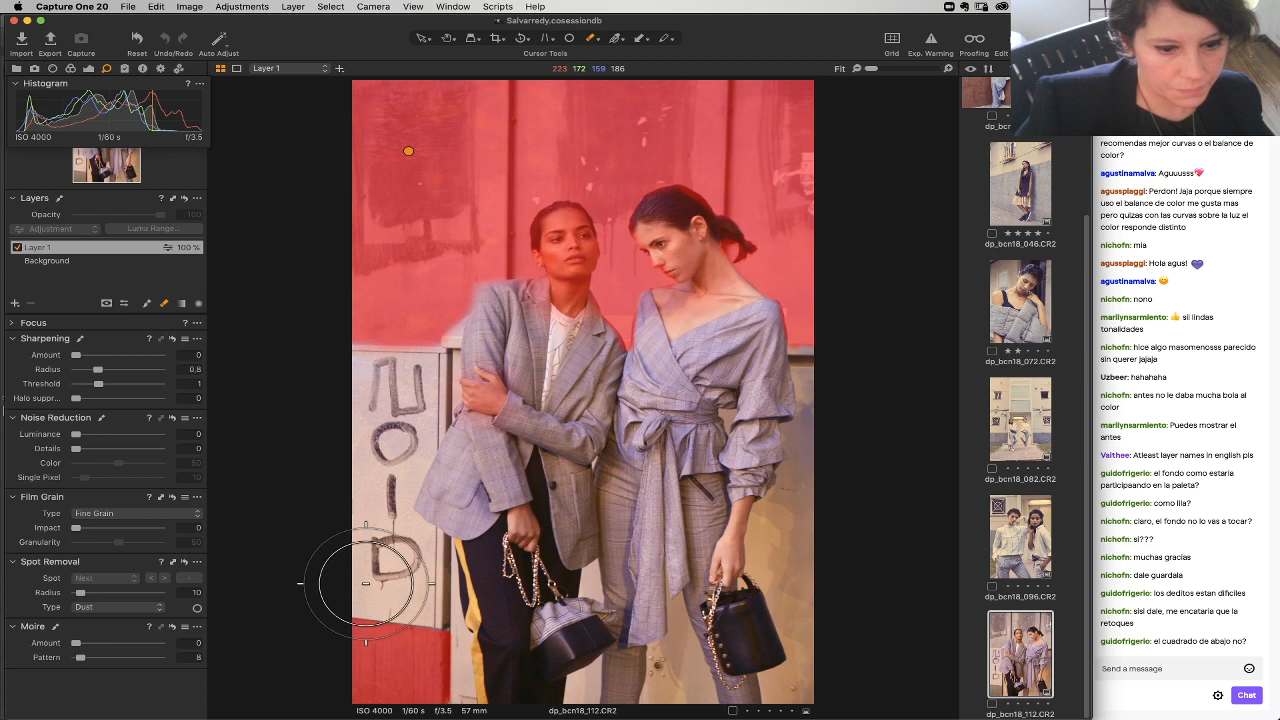 Capture One 20 File Edit Image Adjustments Layer Select Camera View Window Scripts Help
Salvarredy.cosessiondb
Import Export Capture Reset Undo/Redo Auto Adjust Cursor Tools Grid Exp. Warning Proofing Edit
Layer 1
223 172 159 186
Fit
Histogram
ISO 4000 1/60 s f/3.5
Layers
Opacity 100
Adjustment Luma Range...
Layer 1 100 %
Background
Focus
Sharpening
Amount 0
Radius 0,8
Threshold 1
Halo suppr... 0
Noise Reduction
Luminance 0
Details 0
Color 50
Single Pixel 0
Film Grain
Type Fine Grain
Impact 0
Granularity 50
Spot Removal
Spot Next
Radius 10
Type Dust
Moire
Amount 0
Pattern 8
ISO 4000 1/60 s f/3.5 57 mm dp_bcn18_112.CR2
dp_bcn
dp_bcn18_046.CR2
dp_bcn18_072.CR2
dp_bcn18_082.CR2
dp_bcn18_096.CR2
dp_bcn18_112.CR2
recomendas mejor curvas o el balance de
color?
agustinamalva: Aguuusss💖
agusspiaggi: Perdon! Jaja porque siempre
uso el balance de color me gusta mas
pero quizas con las curvas sobre la luz el
color responde distinto
nichofn: mia
agusspiaggi: Hola agus! 💜
agustinamalva: 😊
nichofn: nono
marilynsarmiento: 👍 sii lindas
tonalidades
nichofn: hice algo masomenosss parecido
sin querer jajaja
Uzbeer: hahahaha
nichofn: antes no le daba mucha bola al
color
marilynsarmiento: Puedes mostrar el
antes
Valthee: Atleast layer names in english pls
guidofrigerio: el fondo como estaria
participaando en la paleta?
guidofrigerio: como lila?
nichofn: claro, el fondo no lo vas a tocar?
nichofn: si???
nichofn: muchas gracias
nichofn: dale guardala
guidofrigerio: los deditos estan dificiles
nichofn: sisi dale, me encataria que la
retoques
guidofrigerio: el cuadrado de abajo no?
Send a message
Chat